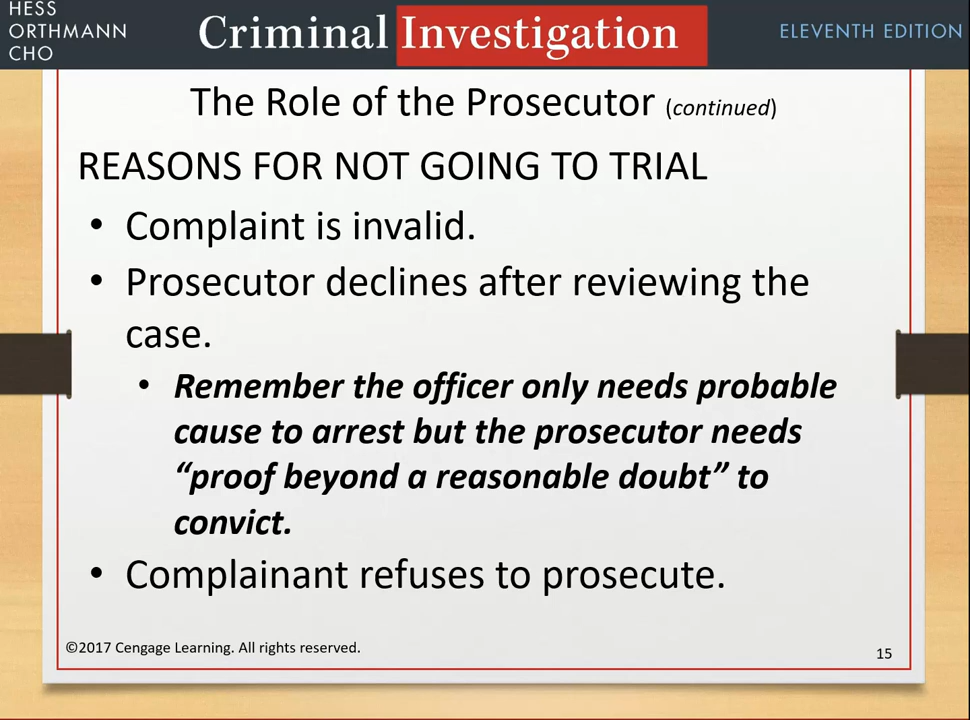 HESS
ORTHMANN
CHO
Criminal Investigation
ELEVENTH EDITION
The Role of the Prosecutor (continued)
REASONS FOR NOT GOING TO TRIAL
• Complaint is invalid.
• Prosecutor declines after reviewing the
case.
• Remember the officer only needs probable
cause to arrest but the prosecutor needs
“proof beyond a reasonable doubt” to
convict.
• Complainant refuses to prosecute.
©2017 Cengage Learning. All rights reserved.
15